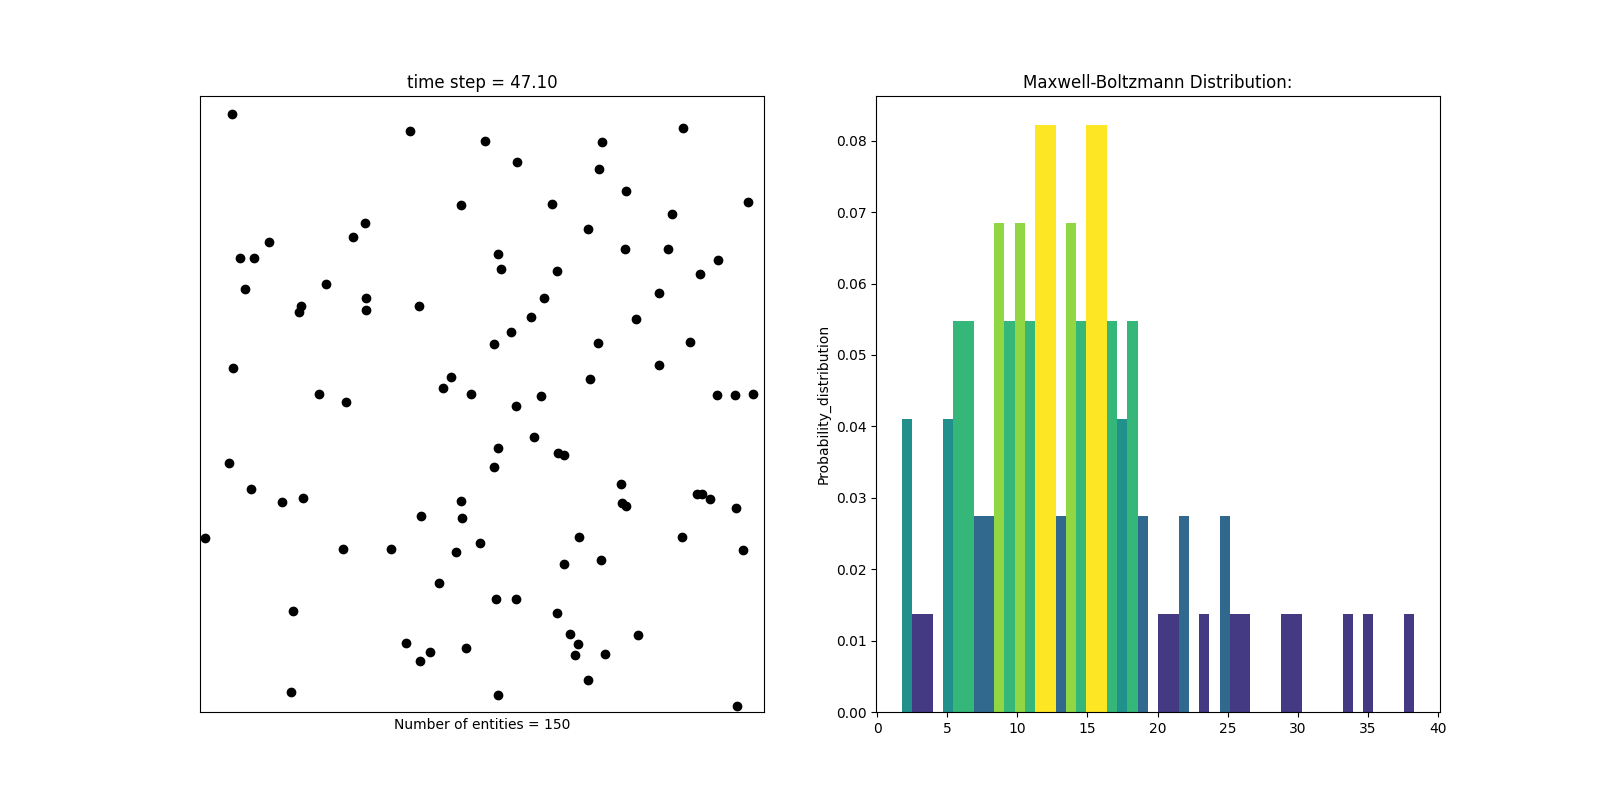 time step = 47.10
Number of entities = 150
Maxwell-Boltzmann Distribution:
Probability_distribution
0.08
0.07
0.06
0.05
0.04
0.03
0.02
0.01
0.00
0 5 10 15 20 25 30 35 40